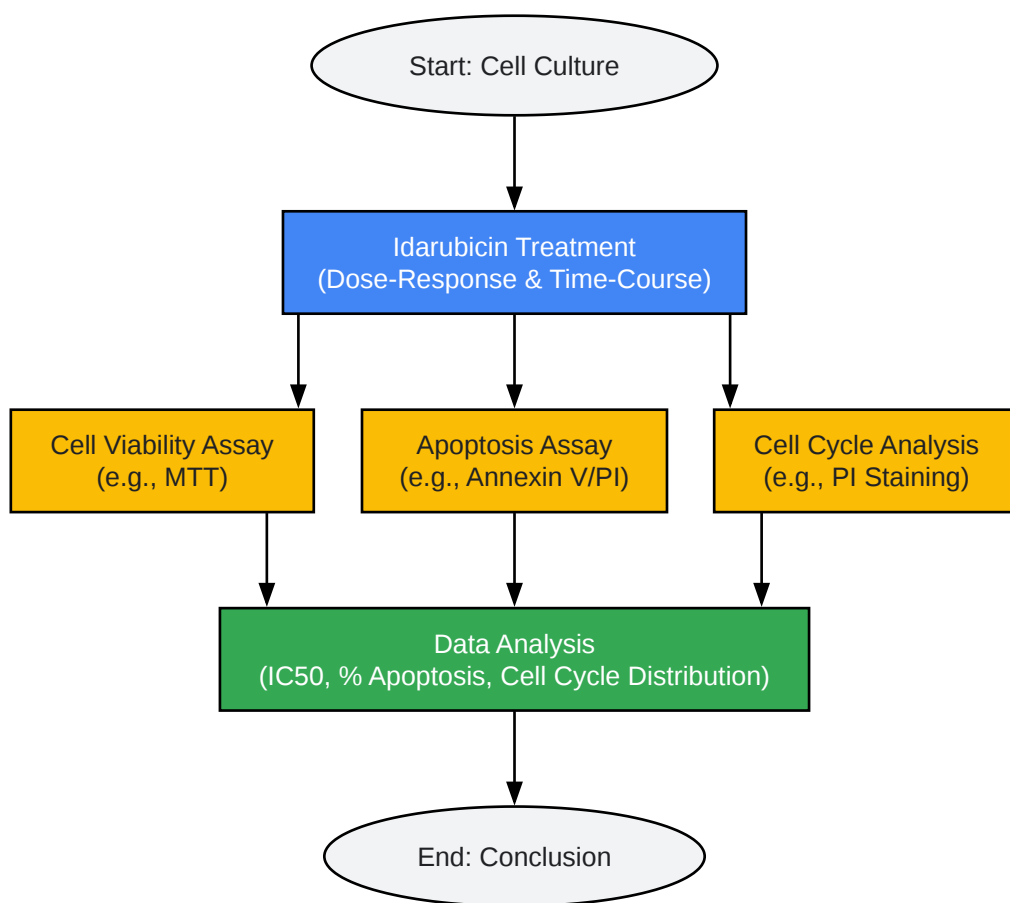 Start: Cell Culture
Idarubicin Treatment
(Dose-Response & Time-Course)
Cell Viability Assay
(e.g., MTT)
Apoptosis Assay
(e.g., Annexin V/PI)
Cell Cycle Analysis
(e.g., PI Staining)
Data Analysis
(IC50, % Apoptosis, Cell Cycle Distribution)
End: Conclusion